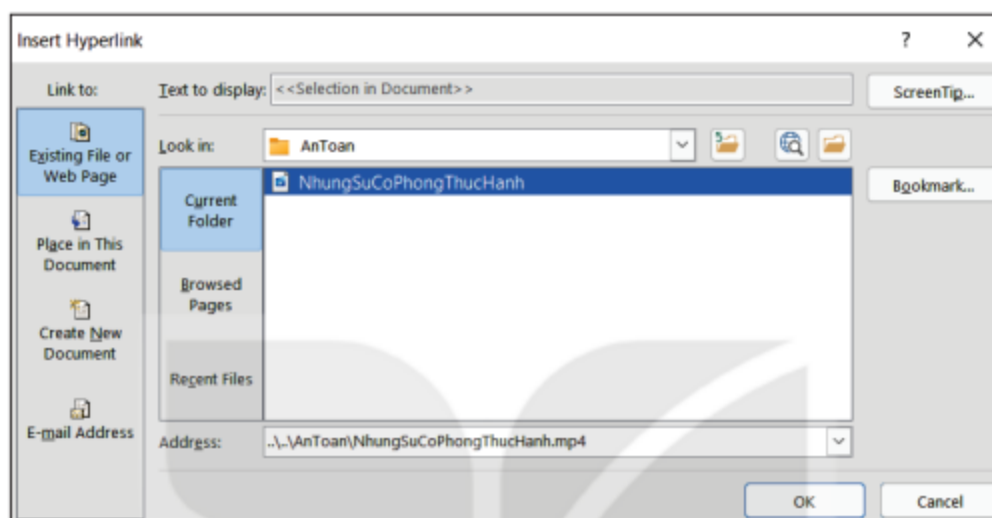 Insert Hyperlink
? ×
Link to:
Text to display: <<Selection in Document>>
ScreenTip...
Existing File or
Web Page
Look in: AnToan
Current
Folder
NhungSuCoPhongThucHanh
Bookmark...
Place in This
Document
Browsed
Pages
Create New
Document
Recent Files
E-mail Address
Address: ..\..\AnToan\NhungSuCoPhongThucHanh.mp4
OK
Cancel